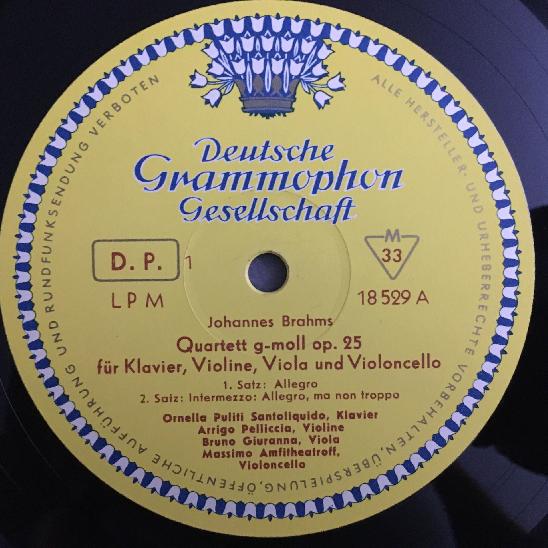 Deutsche
Grammophon
Gesellschaft
D. P. 1
M
33
LPM
18 529 A
Johannes Brahms
Quartett g-moll op. 25
für Klavier, Violine, Viola und Violoncello
1. Satz: Allegro
2. Satz: Intermezzo: Allegro, ma non troppo
Ornella Puliti Santoliquido, Klavier
Arrigo Pelliccia, Violine
Bruno Giuranna, Viola
Massimo Amfitheatroff,
Violoncello
ALLE HERSTELLER- UND URHEBERRECHTE VORBEHALTEN, ÜBERSPIELUNG, ÖFFENTLICHE AUFFÜHRUNG UND RUNDFUNKSENDUNG VERBOTEN